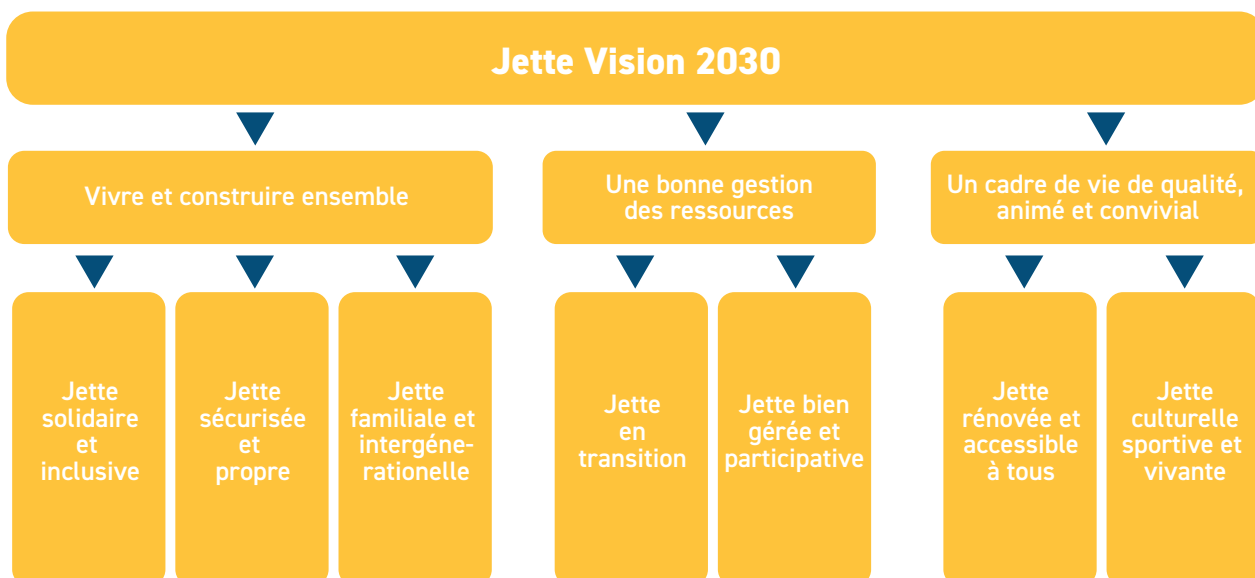 Jette Vision 2030
Vivre et construire ensemble
Une bonne gestion
des ressources
Un cadre de vie de qualité,
animé et convivial
Jette
solidaire
et
inclusive
Jette
sécurisée
et
propre
Jette
familiale et
intergéne-
rationelle
Jette
en
transition
Jette bien
gérée et
participative
Jette
rénovée et
accessible
à tous
Jette
culturelle
sportive et
vivante